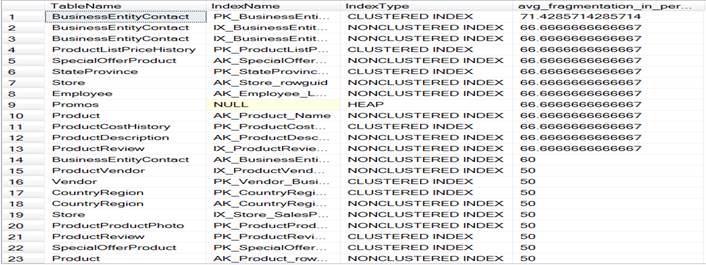 TableName IndexName IndexType avg_fragmentation_in_per...
1 BusinessEntityContact PK_BusinessEnti... CLUSTERED INDEX 71.4285714285714
2 BusinessEntityContact IX_BusinessEntit... NONCLUSTERED INDEX 66.6666666666667
3 BusinessEntityContact IX_BusinessEntit... NONCLUSTERED INDEX 66.6666666666667
4 ProductListPriceHistory PK_ProductListP... CLUSTERED INDEX 66.6666666666667
5 SpecialOfferProduct AK_SpecialOffer... NONCLUSTERED INDEX 66.6666666666667
6 StateProvince PK_StateProvinc... CLUSTERED INDEX 66.6666666666667
7 Store AK_Store_rowguid NONCLUSTERED INDEX 66.6666666666667
8 Employee AK_Employee_L... NONCLUSTERED INDEX 66.6666666666667
9 Promos NULL HEAP 66.6666666666667
10 Product AK_Product_Name NONCLUSTERED INDEX 66.6666666666667
11 ProductCostHistory PK_ProductCost... CLUSTERED INDEX 66.6666666666667
12 ProductDescription AK_ProductDesc... NONCLUSTERED INDEX 66.6666666666667
13 ProductReview IX_ProductRevie... NONCLUSTERED INDEX 66.6666666666667
14 BusinessEntityContact AK_BusinessEnti... NONCLUSTERED INDEX 60
15 ProductVendor IX_ProductVend... NONCLUSTERED INDEX 50
16 Vendor PK_Vendor_Busi... CLUSTERED INDEX 50
17 CountryRegion PK_CountryRegi... CLUSTERED INDEX 50
18 CountryRegion AK_CountryRegi... NONCLUSTERED INDEX 50
19 Store IX_Store_SalesP... NONCLUSTERED INDEX 50
20 ProductProductPhoto PK_ProductProd... NONCLUSTERED INDEX 50
21 ProductReview PK_ProductRevi... CLUSTERED INDEX 50
22 SpecialOfferProduct PK_SpecialOffer... CLUSTERED INDEX 50
23 Product AK_Product_row... NONCLUSTERED INDEX 50